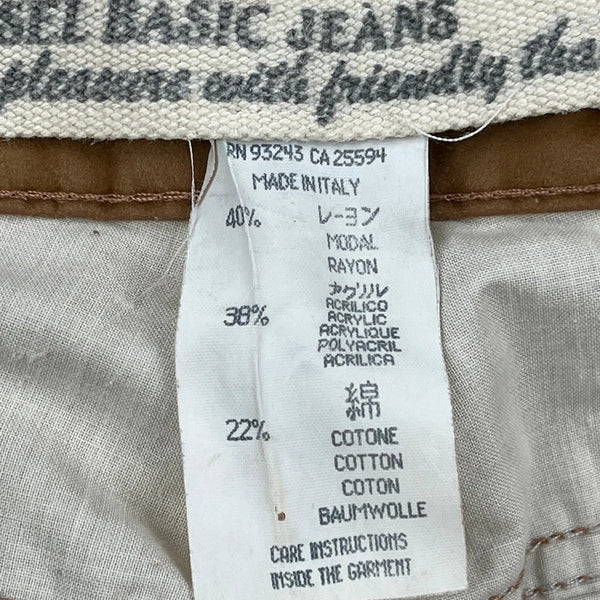 SEL BASIC JEANS
pleasure with friendly tha
RN 93243 CA 25594
MADE IN ITALY
40% レーヨン
MODAL
RAYON
アクリル
ACRILICO
ACRYLIC
38% ACRYLIQUE
POLYACRIL
ACRILICA
綿
22% COTONE
COTTON
COTON
BAUMWOLLE
CARE INSTRUCTIONS
INSIDE THE GARMENT